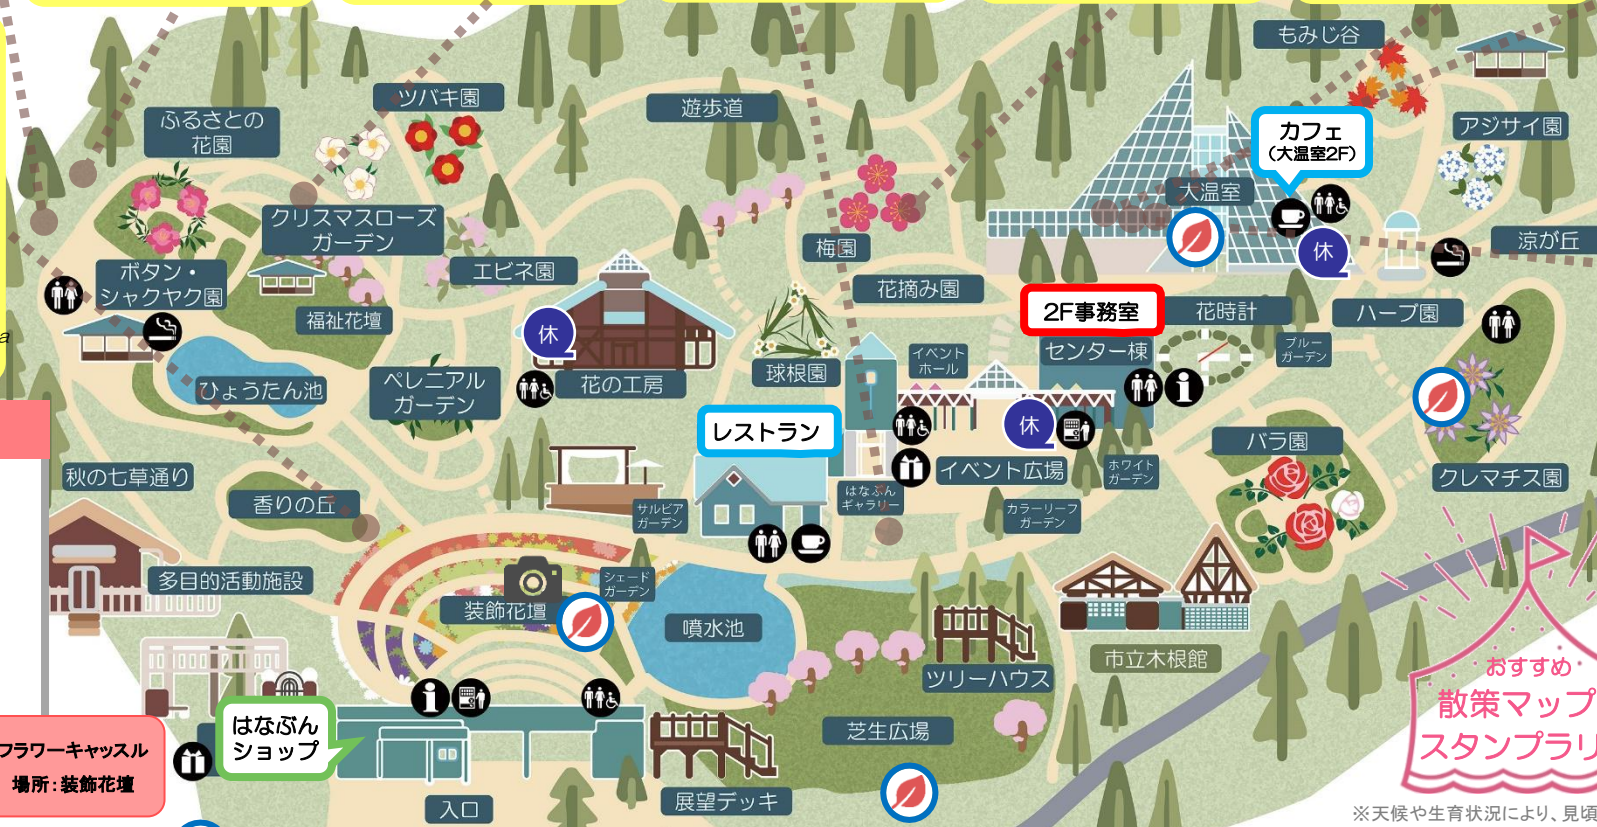 もみじ谷
ツバキ園
遊歩道
ふるさとの
花園
カフェ
(大温室2F)
アジサイ園
大温室
クリスマスローズ
ガーデン
梅園
涼が丘
ボタン・
シャクヤク園
エビネ園
花摘み園
福祉花壇
2F事務室
花時計
ハーブ園
休
休
a
センター棟
ブルー
ガーデン
イベント
ホール
ひょうたん池
ペレニアル
ガーデン
花の工房
球根園
休
レストラン
バラ園
秋の七草通り
イベント広場
ホワイト
ガーデン
クレマチス園
香りの丘
サルビア
ガーデン
はなぶん
ギャラリー
カラーリーフ
ガーデン
多目的活動施設
シェード
ガーデン
装飾花壇
噴水池
市立木根館
ツリーハウス
おすすめ
散策マップ
スタンプラリ
はなぶん
ショップ
芝生広場
フラワーキャッスル
場所:装飾花壇
入口
展望デッキ
※天候や生育状況により、見頃